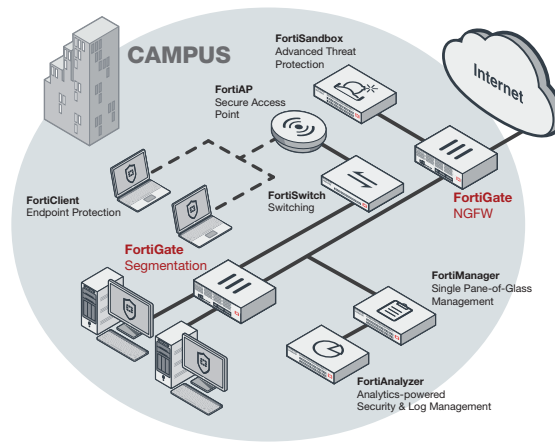 CAMPUS
FortiSandbox
Advanced Threat
Protection
Internet
FortiAP
Secure Access
Point
FortiClient
Endpoint Protection
FortiSwitch
Switching
FortiGate
NGFW
FortiGate
Segmentation
FortiManager
Single Pane-of-Glass
Management
FortiAnalyzer
Analytics-powered
Security & Log Management